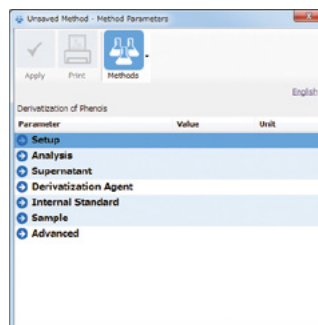 Unsaved Method - Method Parameters
Apply Print Methods
English
Derivatization of Phenols
Parameter Value Unit
Setup
Analysis
Supernatant
Derivatization Agent
Internal Standard
Sample
Advanced